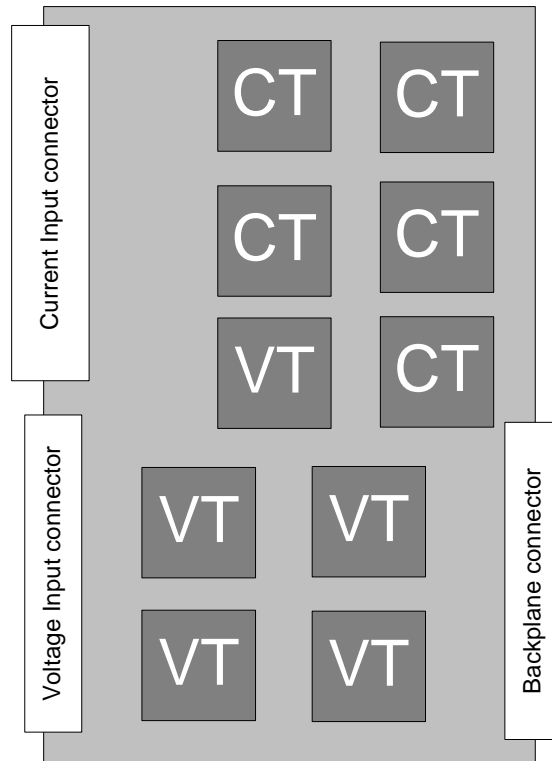 Current Input connector
CT
CT
CT
CT
VT
CT
Voltage Input connector
VT
VT
VT
VT
Backplane connector